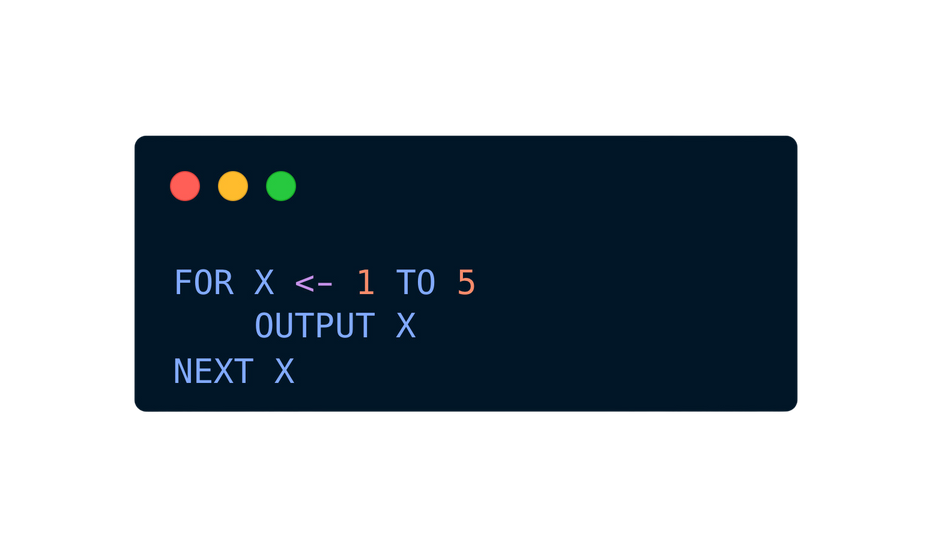 FOR X <- 1 TO 5
    OUTPUT X
NEXT X